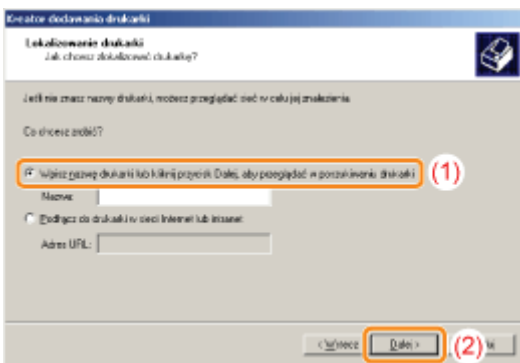 Kreator dodawania drukarki
Lokalizowanie drukarki
Jak chcesz zlokalizować drukarkę?
Jeśli nie znasz nazwy drukarki, możesz przeglądać sieć w celu jej znalezienia.
Co chcesz zrobić?
Wpisz nazwę drukarki lub kliknij przycisk Dalej, aby przeglądać w poszukiwaniu drukarki
(1)
Nazwa:
Podłącz do drukarki w sieci Internet lub intranet
Adres URL:
< Wstecz
Dalej >
(2)